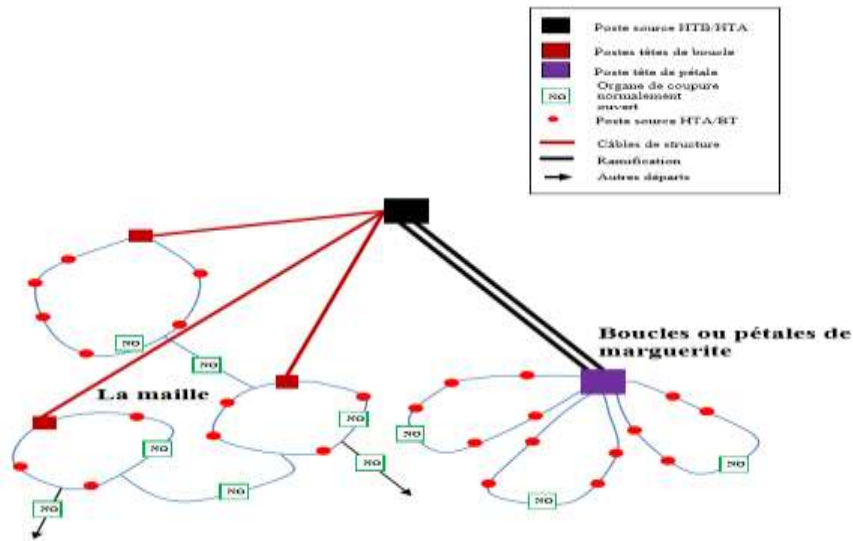 Poste source HTB/HTA
Postes têtes de boucle
Poste tête de pétale
NO
Organe de coupure
normalement
ouvert
Poste source HTA/BT
Câbles de structure
Ramification
Autres départs
Boucles ou pétales de
marguerite
NO
NO
La maille
NO
NO
NO
NO
NO
NO
NO
NO